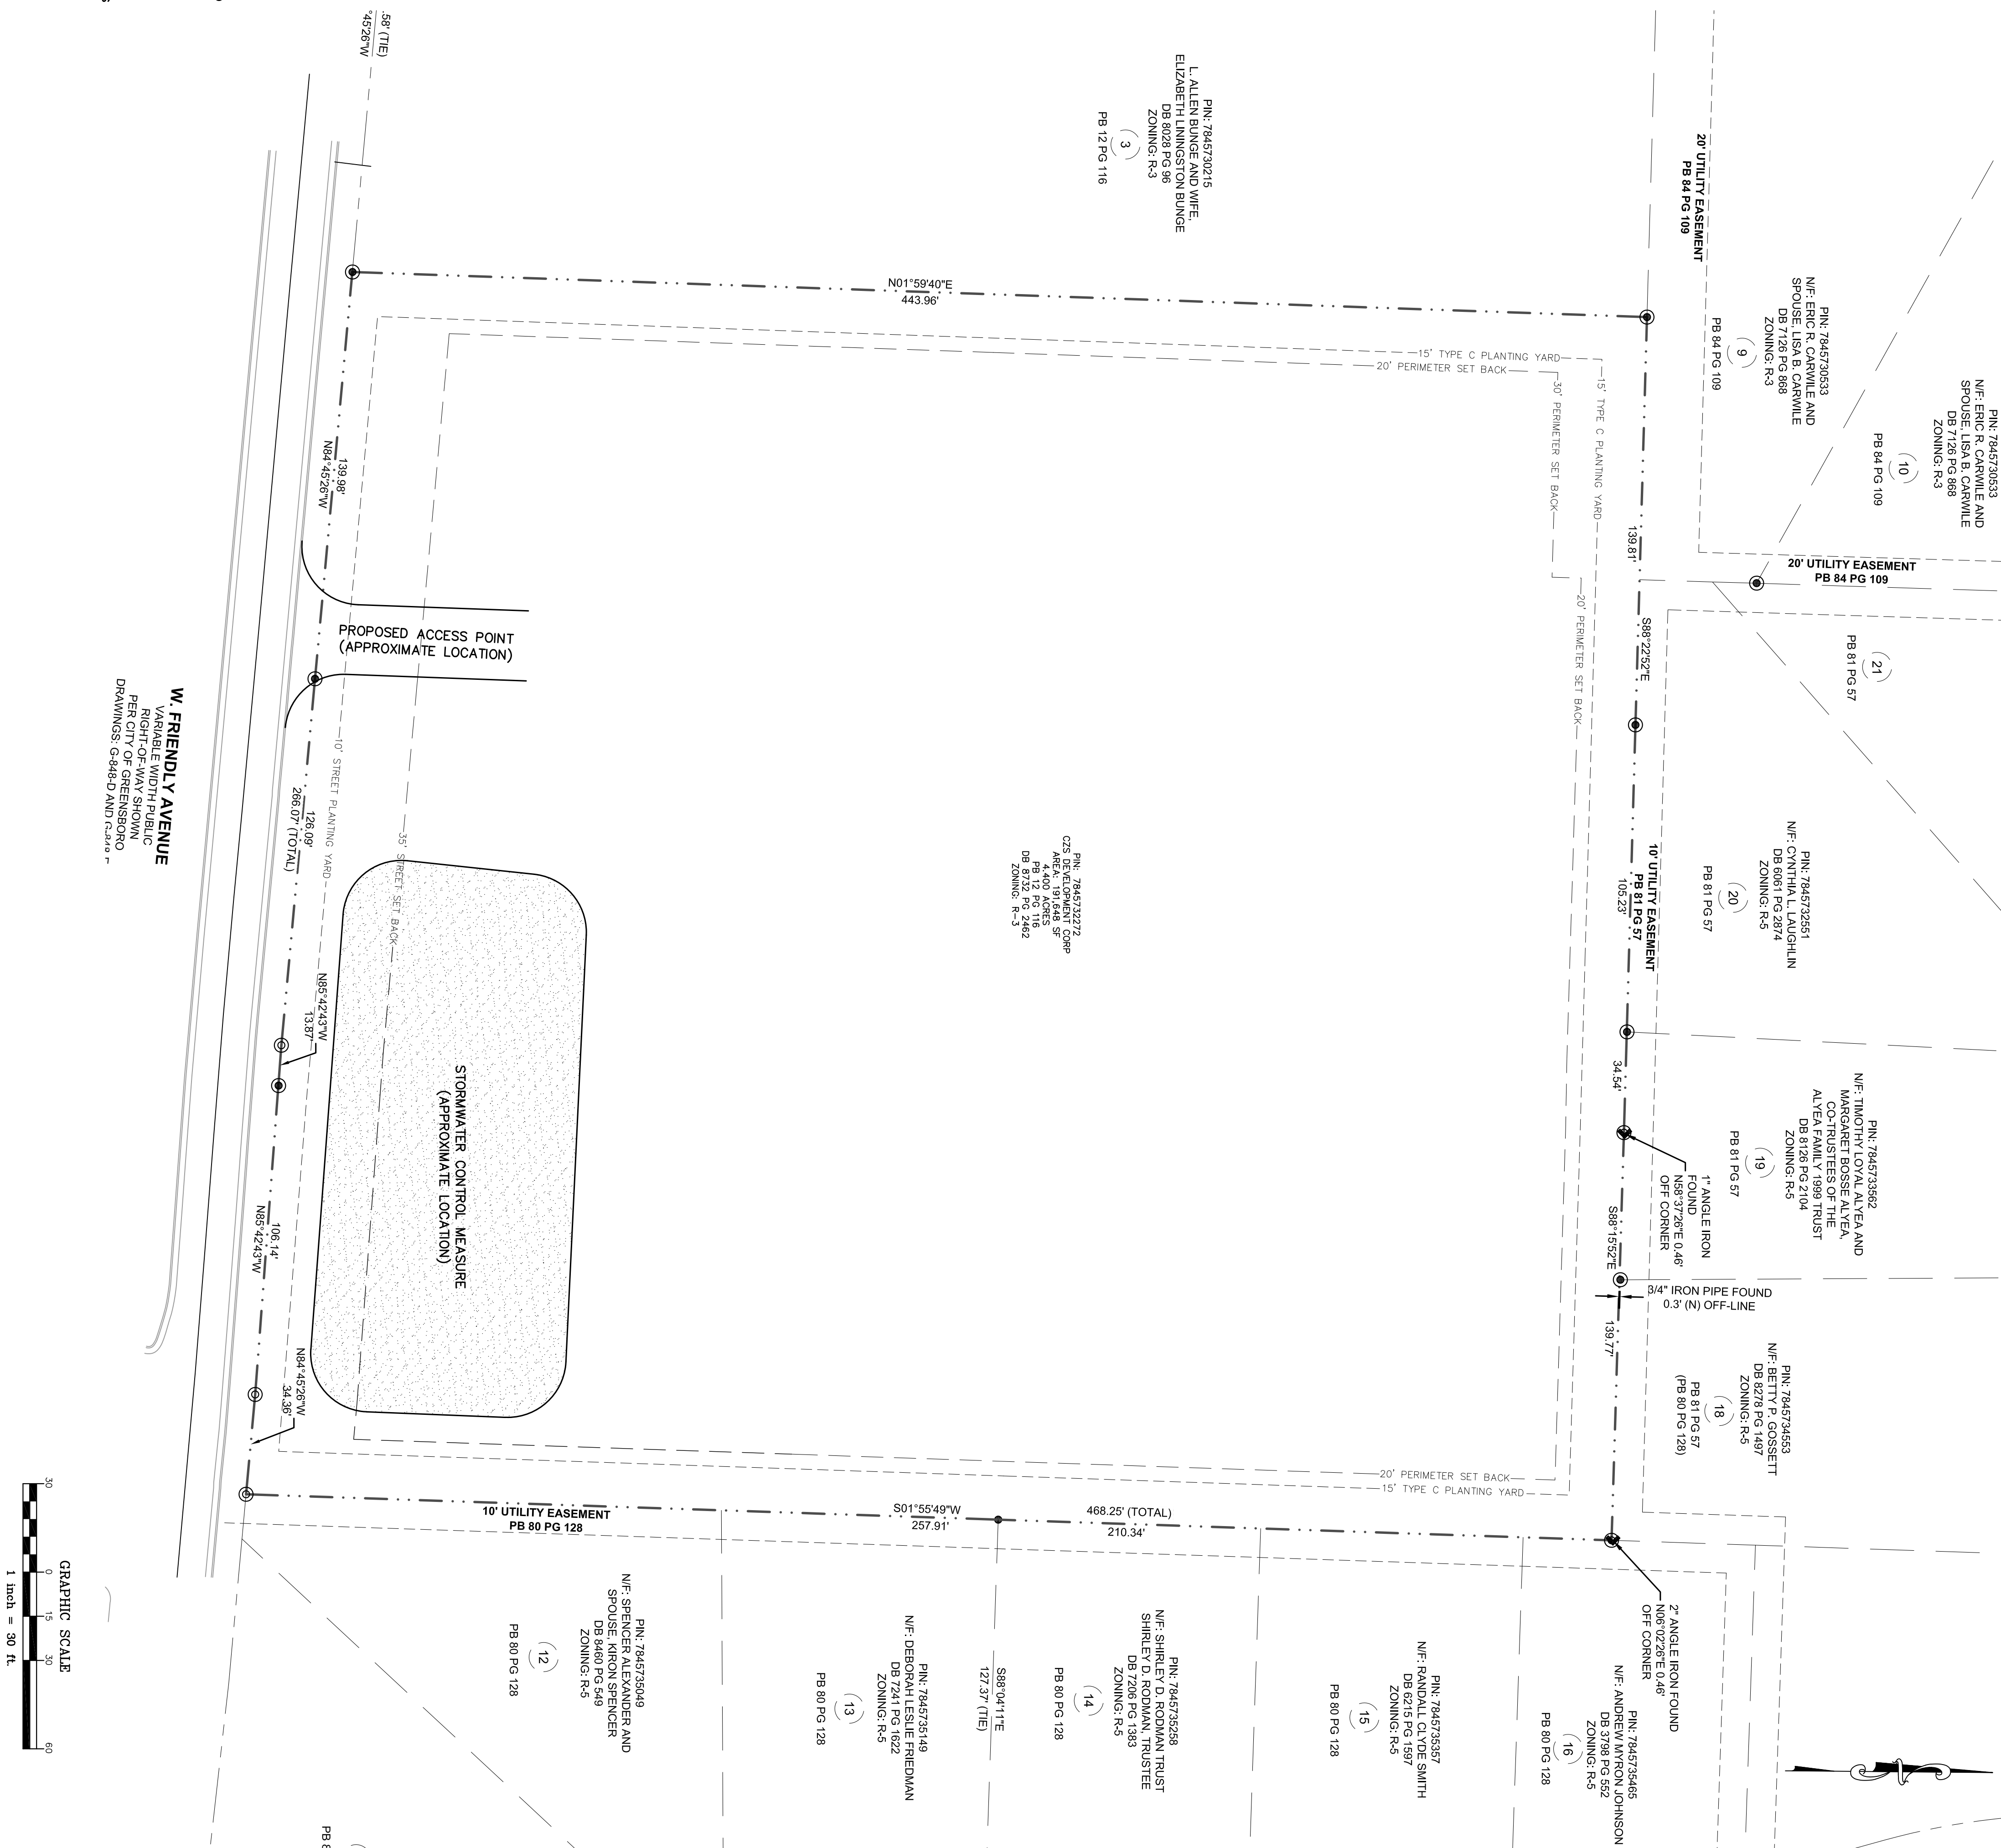 .58' (TIE)
°45'26"W
PIN: 7845730215
L. ALLEN BUNGE AND WIFE,
ELIZABETH LININGSTON BUNGE
DB 8028 PG 96
ZONING: R-3
3
PB 12 PG 116
20' UTILITY EASEMENT
PB 84 PG 109
PIN: 7845730533
N/F: ERIC R. CARWILE AND
SPOUSE, LISA B. CARWILE
DB 7126 PG 868
ZONING: R-3
9
PB 84 PG 109
PIN: 7845730533
N/F: ERIC R. CARWILE AND
SPOUSE, LISA B. CARWILE
DB 7126 PG 868
ZONING: R-3
10
PB 84 PG 109
20' UTILITY EASEMENT
PB 84 PG 109
21
PB 81 PG 57
PIN: 7845732551
N/F: CYNTHIA L. LAUGHLIN
DB 6061 PG 2874
ZONING: R-5
20
PB 81 PG 57
10' UTILITY EASEMENT
PB 81 PG 57
PIN: 7845733562
N/F: TIMOTHY LOYAL ALYEA AND
MARGARET BOSSE ALYEA,
CO-TRUSTEES OF THE
ALYEA FAMILY 1999 TRUST
DB 8126 PG 2104
ZONING: R-5
19
PB 81 PG 57
1" ANGLE IRON
FOUND
N58°37'26"E 0.46'
OFF CORNER
3/4" IRON PIPE FOUND
0.3' (N) OFF-LINE
PIN: 7845734553
N/F: BETTY P. GOSSETT
DB 8278 PG 1497
ZONING: R-5
18
PB 81 PG 57
(PB 80 PG 128)
N01°59'40"E
443.96'
15' TYPE C PLANTING YARD
20' PERIMETER SET BACK
30' PERIMETER SET BACK
15' TYPE C PLANTING YARD
20' PERIMETER SET BACK
139.81'
S88°22'52"E
105.23'
34.54'
S88°15'52"E
139.77'
139.98'
N84°45'26"W
PROPOSED ACCESS POINT
(APPROXIMATE LOCATION)
10' STREET PLANTING YARD
35' STREET SET BACK
126.09'
266.07' (TOTAL)
N85°42'43"W
13.87'
106.14'
N85°42'43"W
N84°45'26"W
34.36'
W. FRIENDLY AVENUE
VARIABLE WIDTH PUBLIC
RIGHT-OF-WAY SHOWN
PER CITY OF GREENSBORO
DRAWINGS: G-848-D AND G-848
PIN: 7845732272
CZS DEVELOPMENT CORP
AREA: 191,648 SF
4.400 ACRES
PB 12 PG 116
DB 8732 PG 2462
ZONING: R-3
STORMWATER CONTROL MEASURE
(APPROXIMATE LOCATION)
20' PERIMETER SET BACK
15' TYPE C PLANTING YARD
10' UTILITY EASEMENT
PB 80 PG 128
S01°55'49"W
257.91'
468.25' (TOTAL)
210.34'
2" ANGLE IRON FOUND
N06°02'26"E 0.46'
OFF CORNER
PIN: 7845735465
N/F: ANDREW MYRON JOHNSON
DB 3798 PG 552
ZONING: R-5
16
PB 80 PG 128
PIN: 7845735357
N/F: RANDALL CLYDE SMITH
DB 6215 PG 1597
ZONING: R-5
15
PB 80 PG 128
PIN: 7845735258
N/F: SHIRLEY D. RODMAN TRUST
SHIRLEY D. RODMAN, TRUSTEE
DB 7206 PG 1383
ZONING: R-5
14
PB 80 PG 128
S88°04'11"E
127.37' (TIE)
PIN: 7845735149
N/F: DEBORAH LESLIE FRIEDMAN
DB 7241 PG 1622
ZONING: R-5
13
PB 80 PG 128
PIN: 7845735049
N/F: SPENCER ALEXANDER AND
SPOUSE, KIRON SPENCER
DB 8460 PG 549
ZONING: R-5
12
PB 80 PG 128
PB 8
GRAPHIC SCALE
30 0 15 30 60
1 inch = 30 ft.